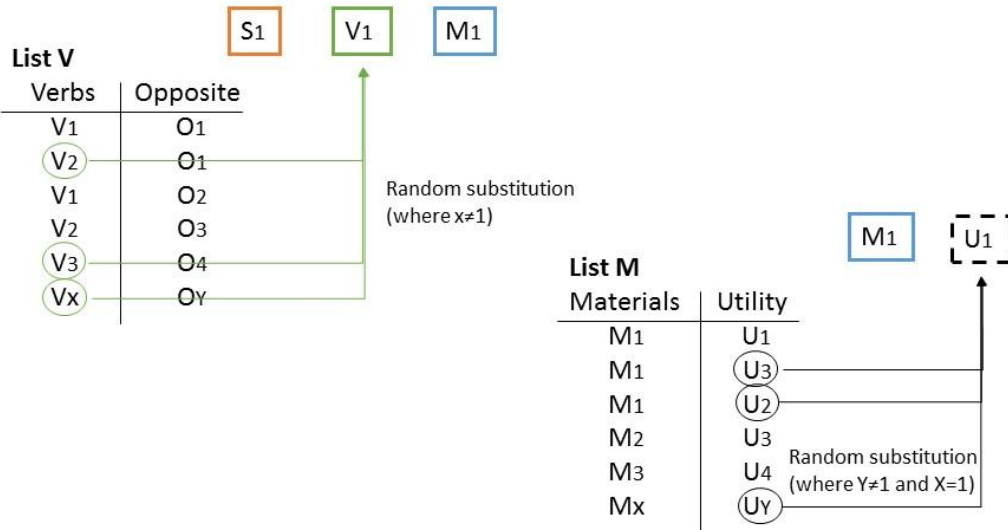 S1 V1 M1
List V
Verbs Opposite
V1 O1
V2 O1
V1 O2
V2 O3
V3 O4
Vx OY
Random substitution
(where x≠1)
M1 U1
List M
Materials Utility
M1 U1
M1 U3
M1 U2
M2 U3
M3 U4
Mx UY
Random substitution
(where Y≠1 and X=1)